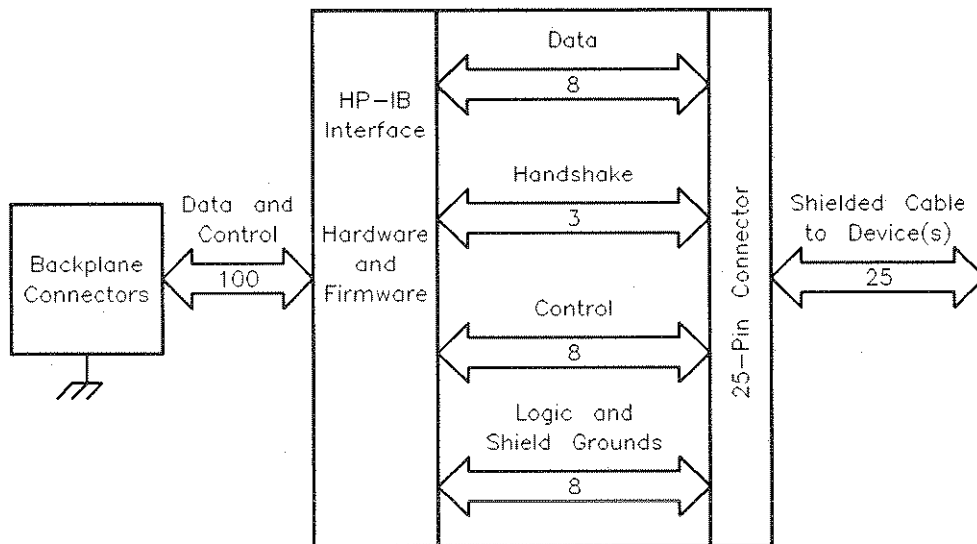 Data
8
HP-IB
Interface
Handshake
3
Data and
Control
100
Hardware
and
Firmware
Backplane
Connectors
Control
8
Logic and
Shield Grounds
8
25-Pin Connector
Shielded Cable
to Device(s)
25